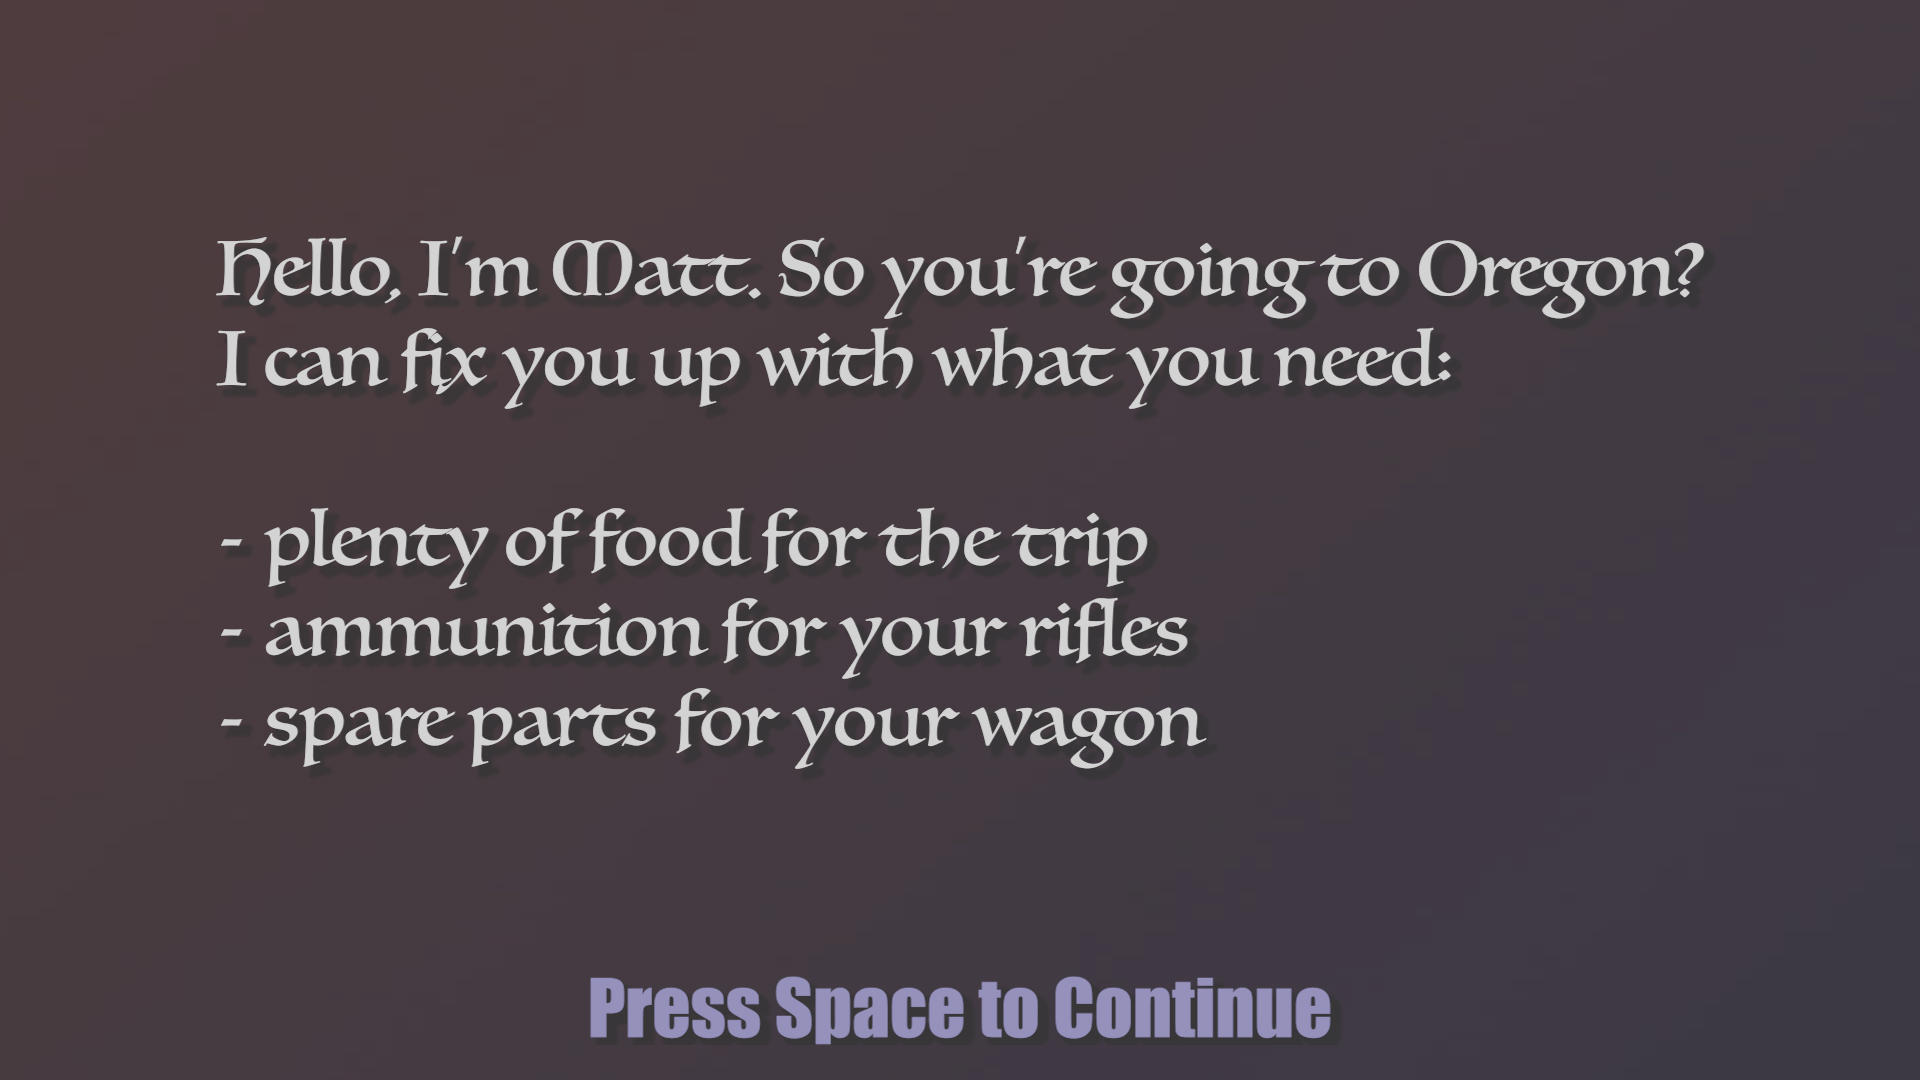 Hello, I'm Matt. So you're going to Oregon?
I can fix you up with what you need:
- plenty of food for the trip
- ammunition for your rifles
- spare parts for your wagon
Press Space to Continue